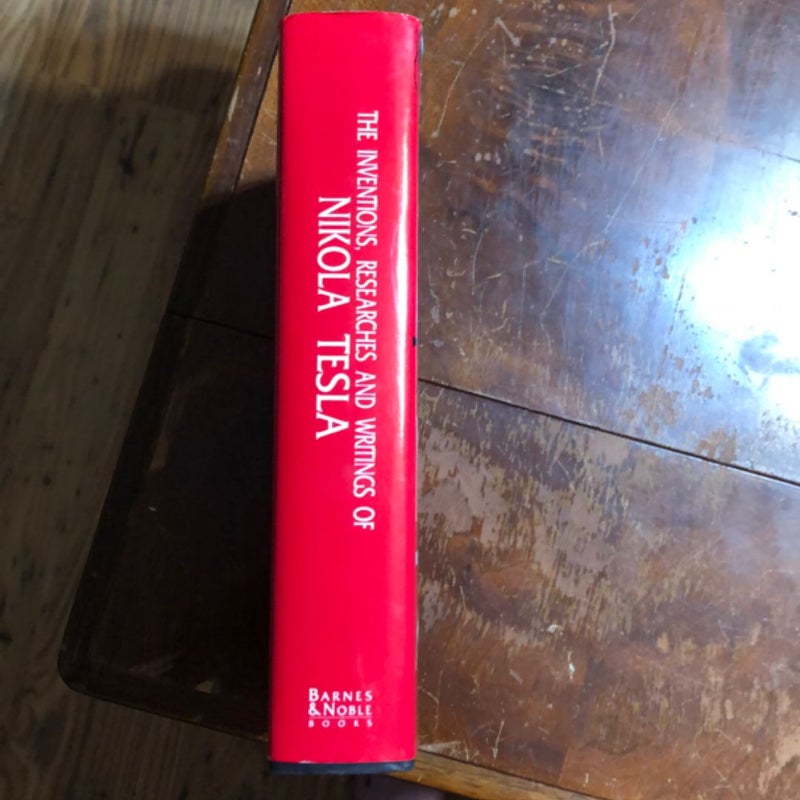 THE INVENTIONS, RESEARCHES AND WRITINGS OF
NIKOLA TESLA
BARNES
& NOBLE
BOOKS